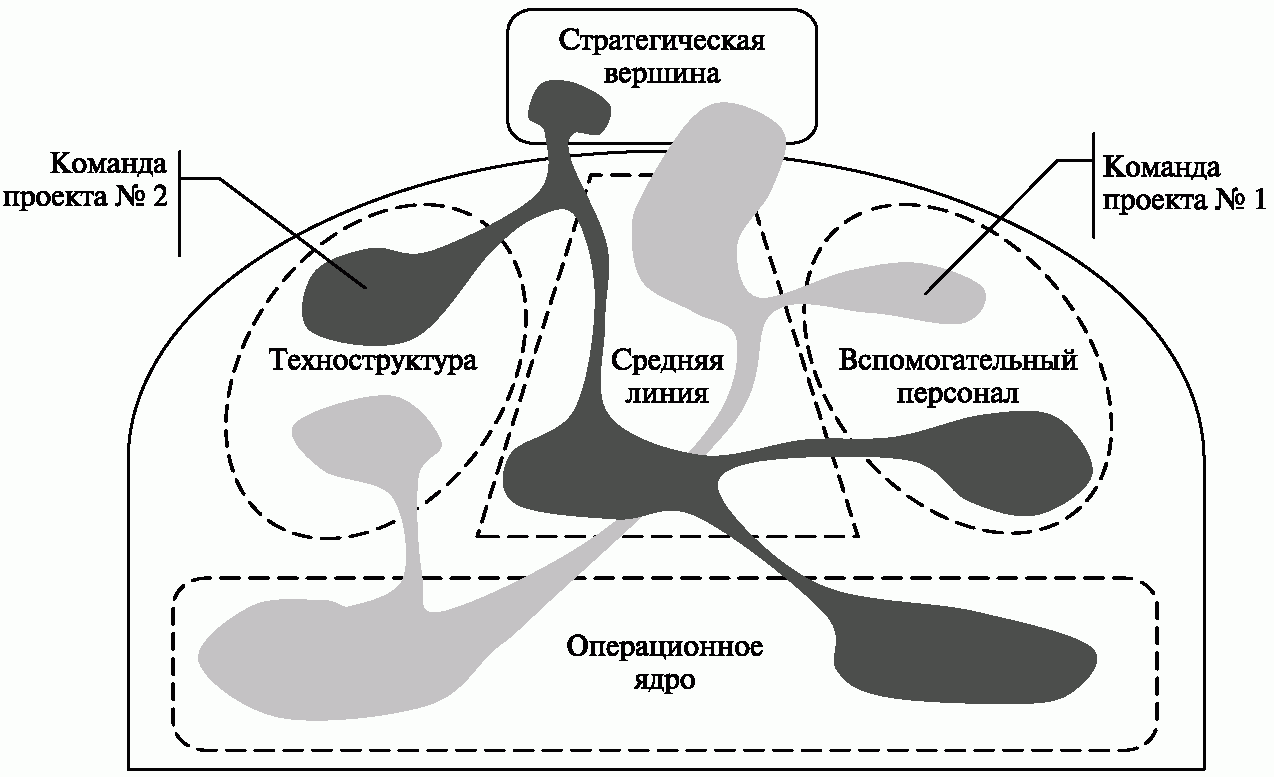 Стратегическая
вершина
Команда
проекта № 2
Команда
проекта № 1
Техноструктура
Средняя
линия
Вспомогательный
персонал
Операционное
ядро